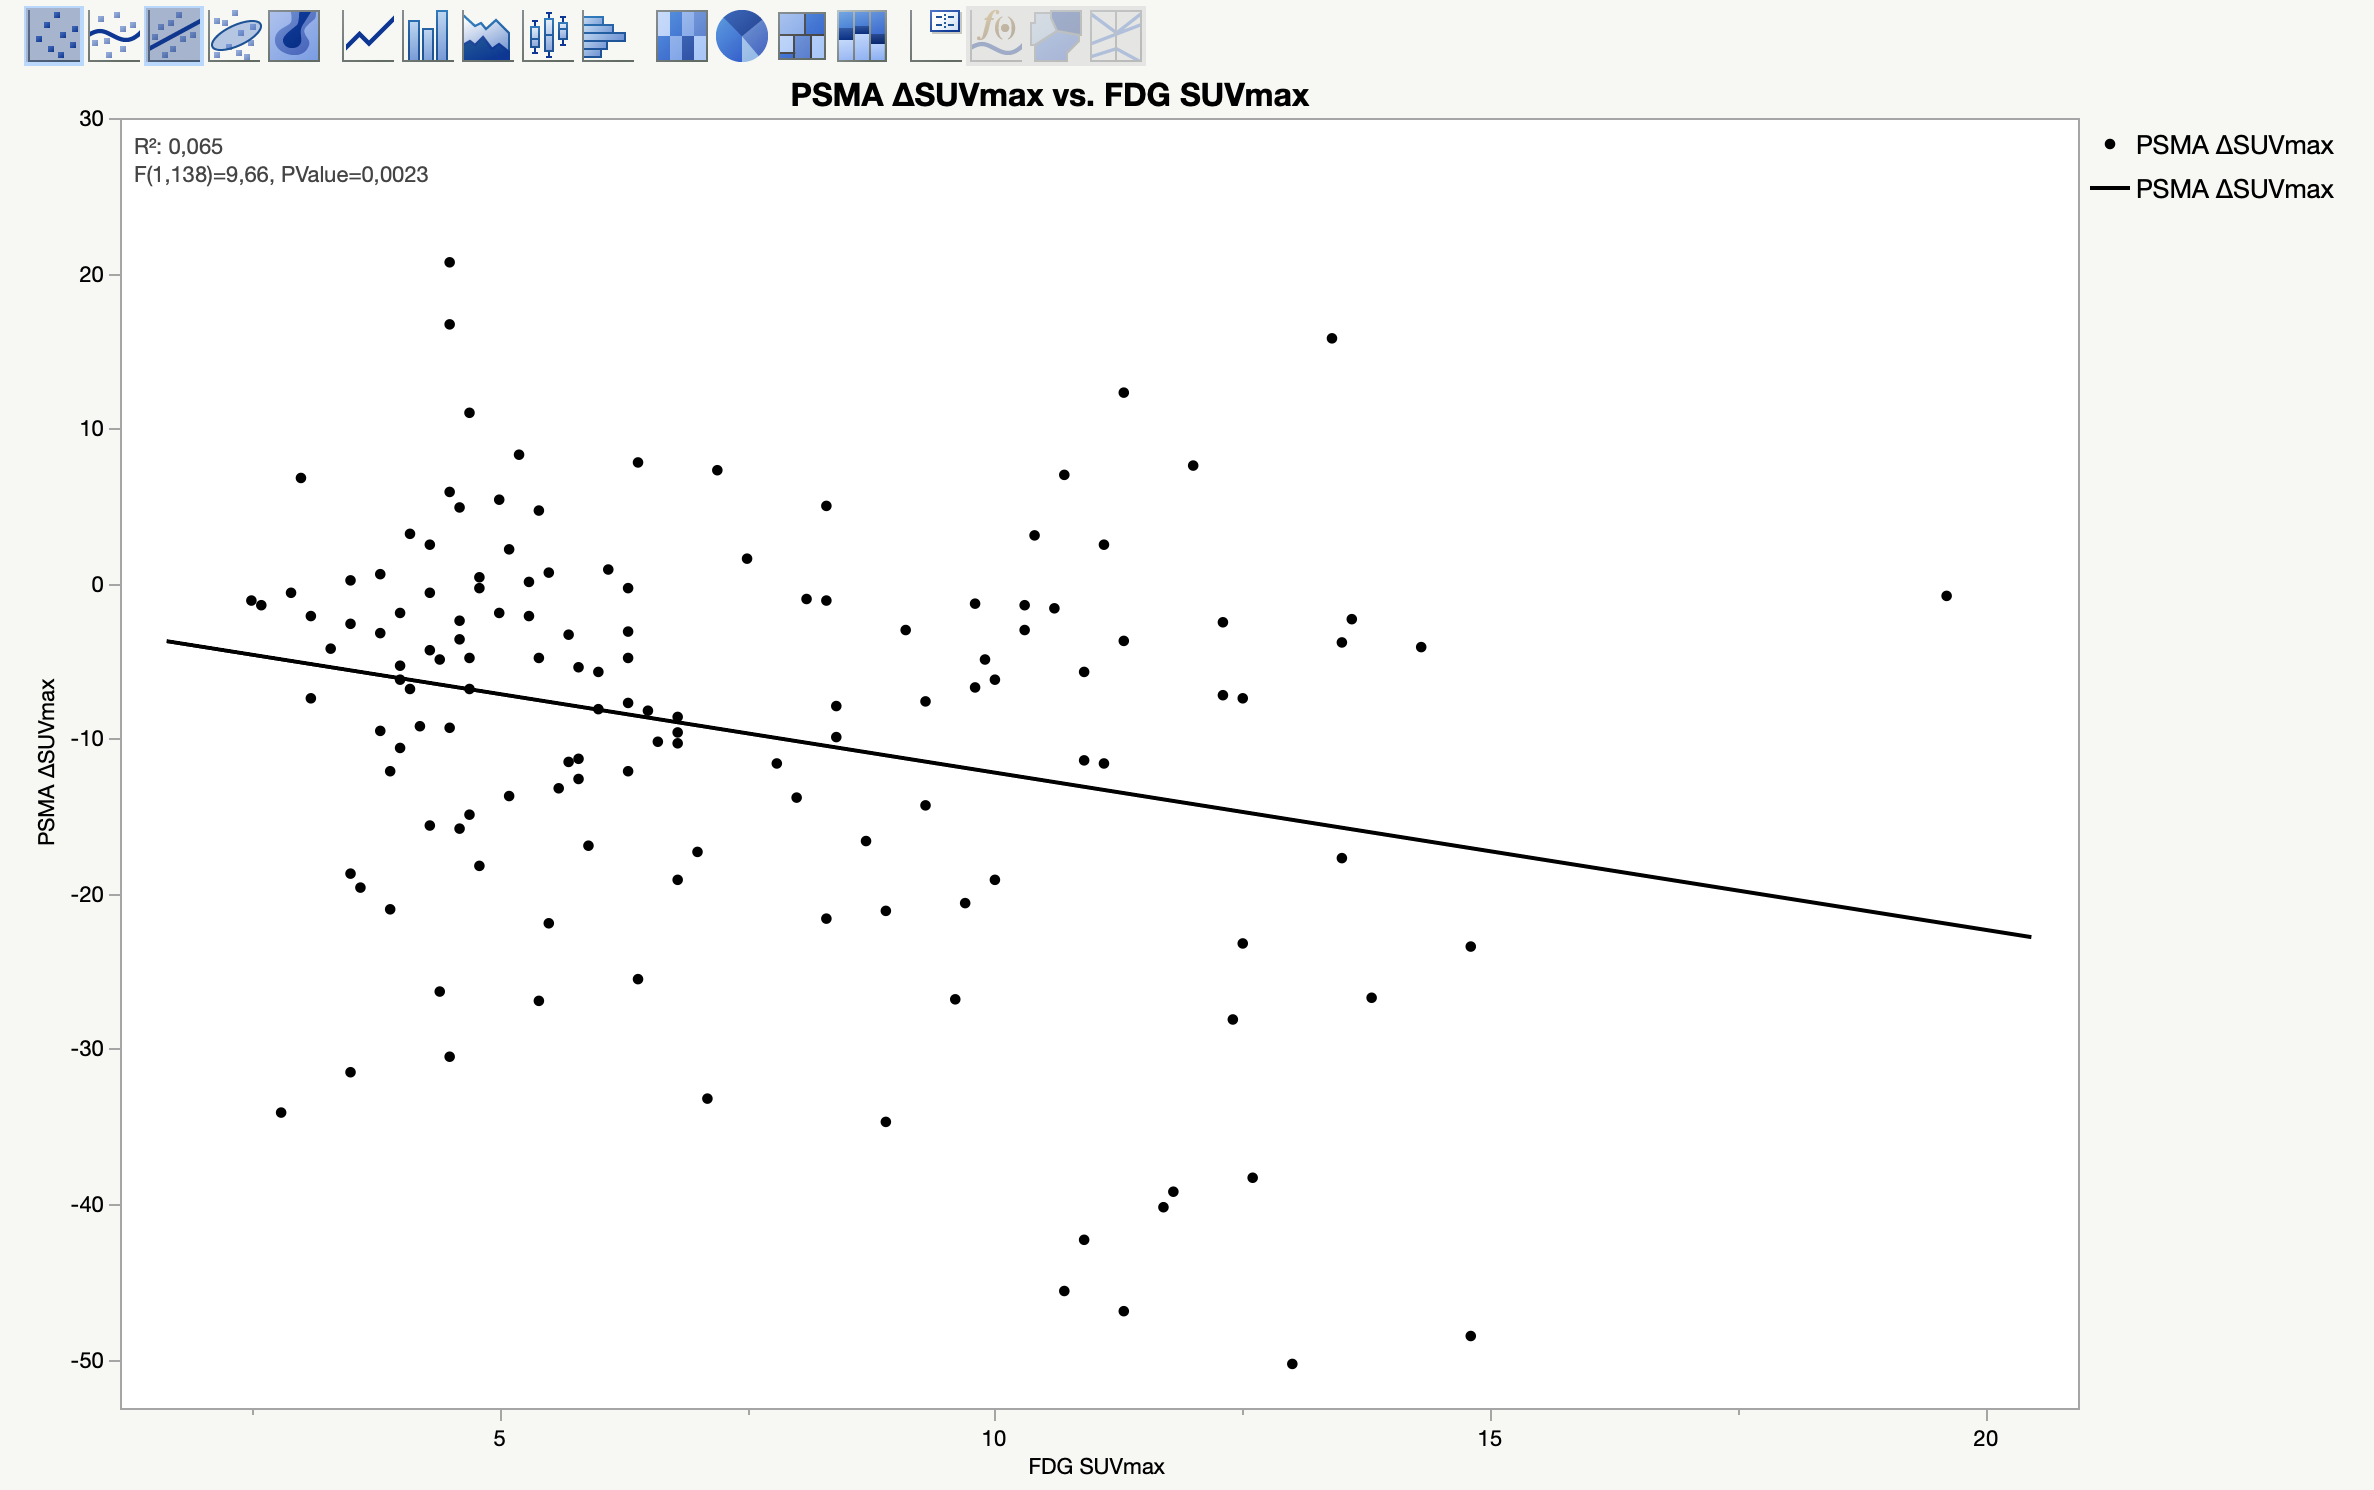 PSMA ΔSUVmax vs. FDG SUVmax
R²: 0,065
F(1,138)=9,66, PValue=0,0023
PSMA ΔSUVmax
PSMA ΔSUVmax
30
20
10
0
-10
-20
-30
-40
-50
PSMA ΔSUVmax
5
10
15
20
FDG SUVmax